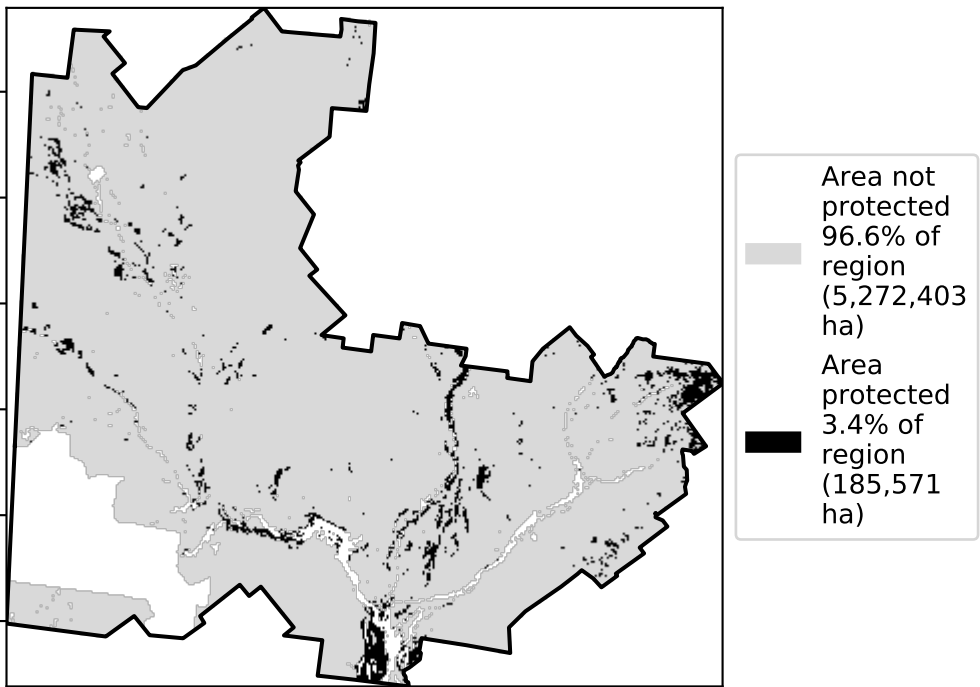 Area not
protected
96.6% of
region
(5,272,403
ha)
Area
protected
3.4% of
region
(185,571
ha)